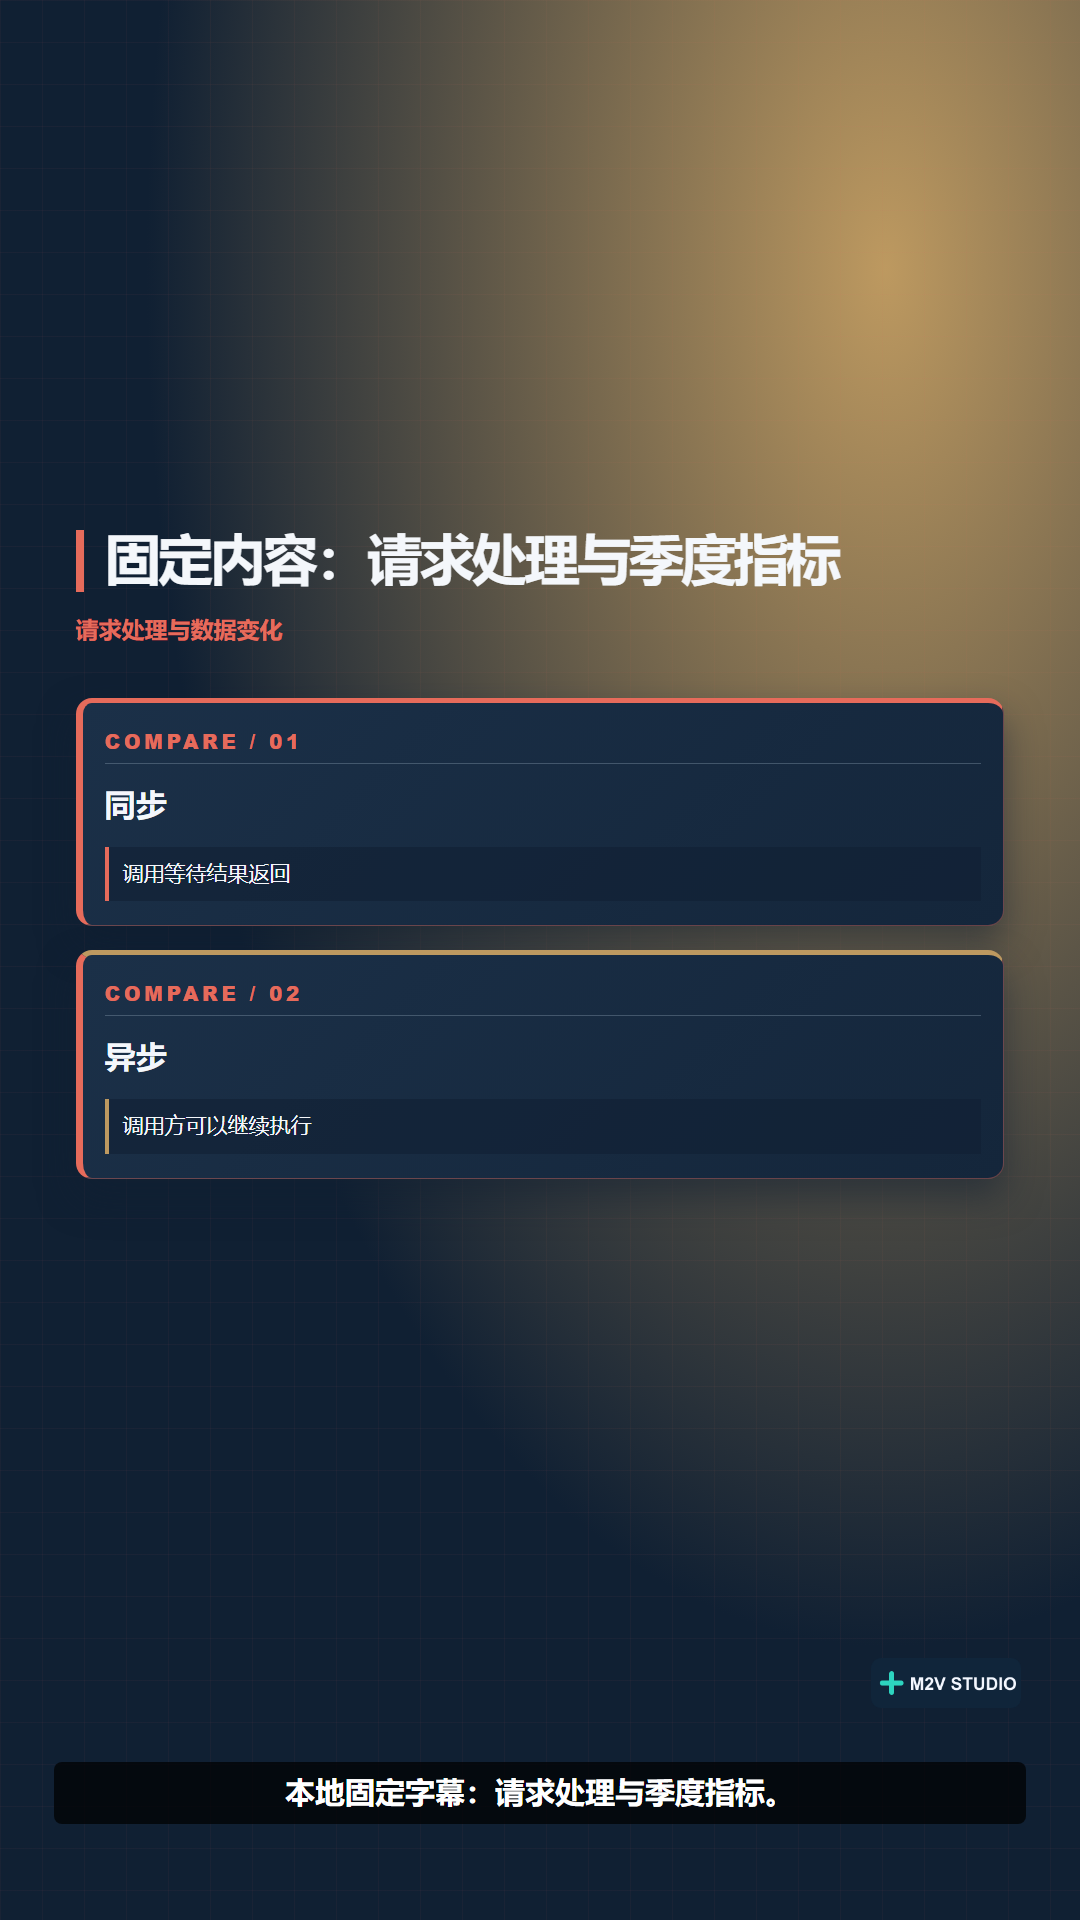 固定内容：请求处理与季度指标
请求处理与数据变化
COMPARE / 01
同步
调用等待结果返回
COMPARE / 02
异步
调用方可以继续执行
M2V STUDIO
本地固定字幕：请求处理与季度指标。